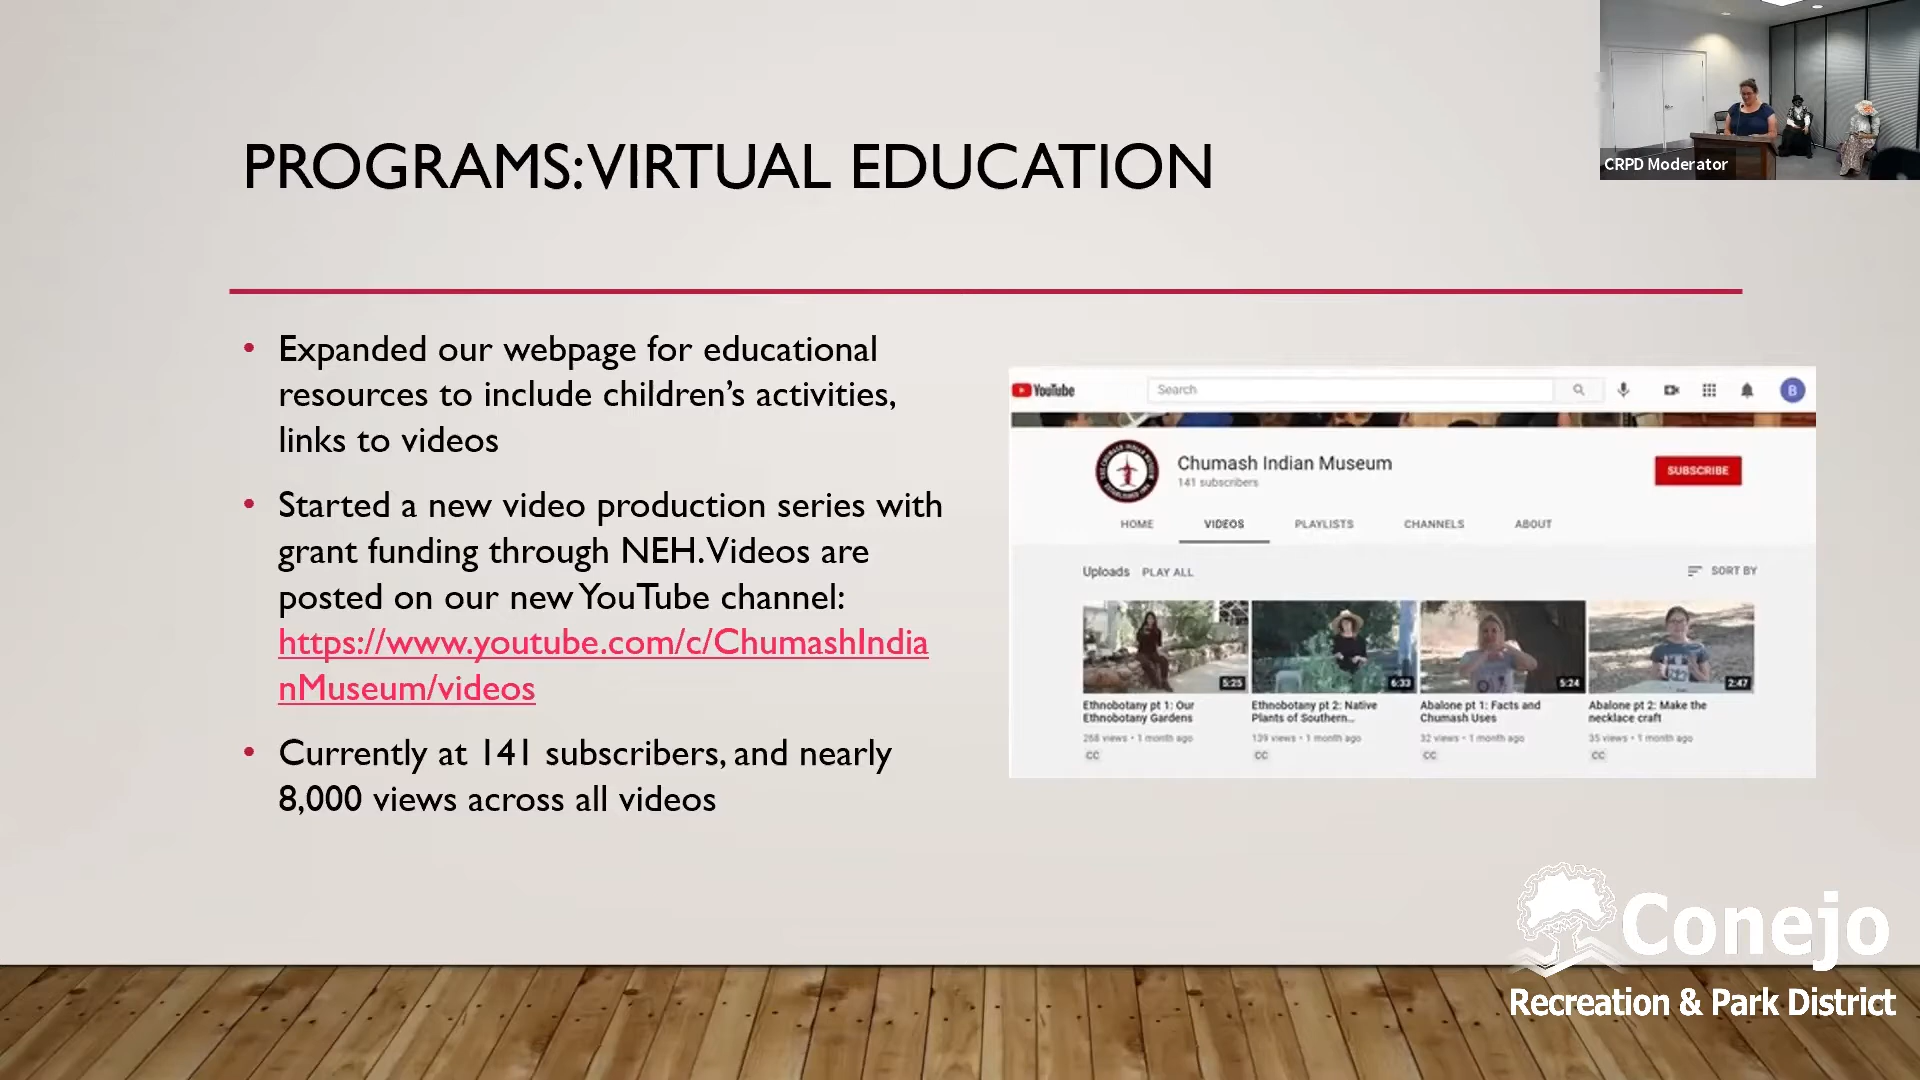 CRPD Moderator
PROGRAMS: VIRTUAL EDUCATION
• Expanded our webpage for educational
resources to include children’s activities,
links to videos
• Started a new video production series with
grant funding through NEH. Videos are
posted on our new YouTube channel:
https://www.youtube.com/c/ChumashIndia
nMuseum/videos
• Currently at 141 subscribers, and nearly
8,000 views across all videos
YouTube
Search
B
Chumash Indian Museum
141 subscribers
SUBSCRIBE
HOME VIDEOS PLAYLISTS CHANNELS ABOUT
Uploads PLAY ALL SORT BY
5:25 6:33 5:24 2:47
Ethnobotany pt 1: Our
Ethnobotany Gardens
268 views • 1 month ago
CC
Ethnobotany pt 2: Native
Plants of Southern...
139 views • 1 month ago
CC
Abalone pt 1: Facts and
Chumash Uses
32 views • 1 month ago
CC
Abalone pt 2: Make the
necklace craft
35 views • 1 month ago
CC
Conejo
Recreation & Park District